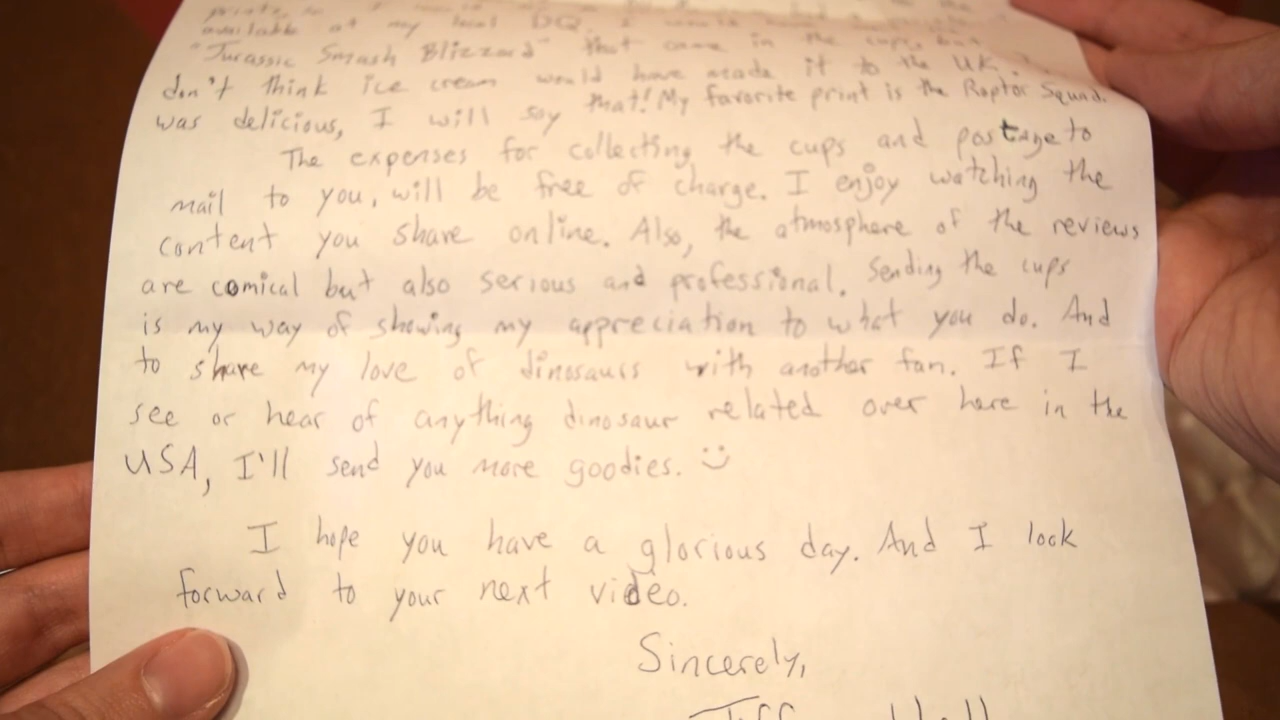 available at my local DQ. I
"Jurassic Smash Blizzard" that came in the cups, but
don't think ice cream would have made it to the UK.
was delicious, I will say that! My favorite print is the Raptor Squad.
The expenses for collecting the cups and postage to
mail to you, will be free of charge. I enjoy watching the
content you share online. Also, the atmosphere of the reviews
are comical but also serious and professional. Sending the cups
is my way of showing my appreciation to what you do. And
to share my love of dinosaurs with another fan. If I
see or hear of anything dinosaur related over here in the
USA, I'll send you more goodies. :)
I hope you have a glorious day. And I look
forward to your next video.
Sincerely,